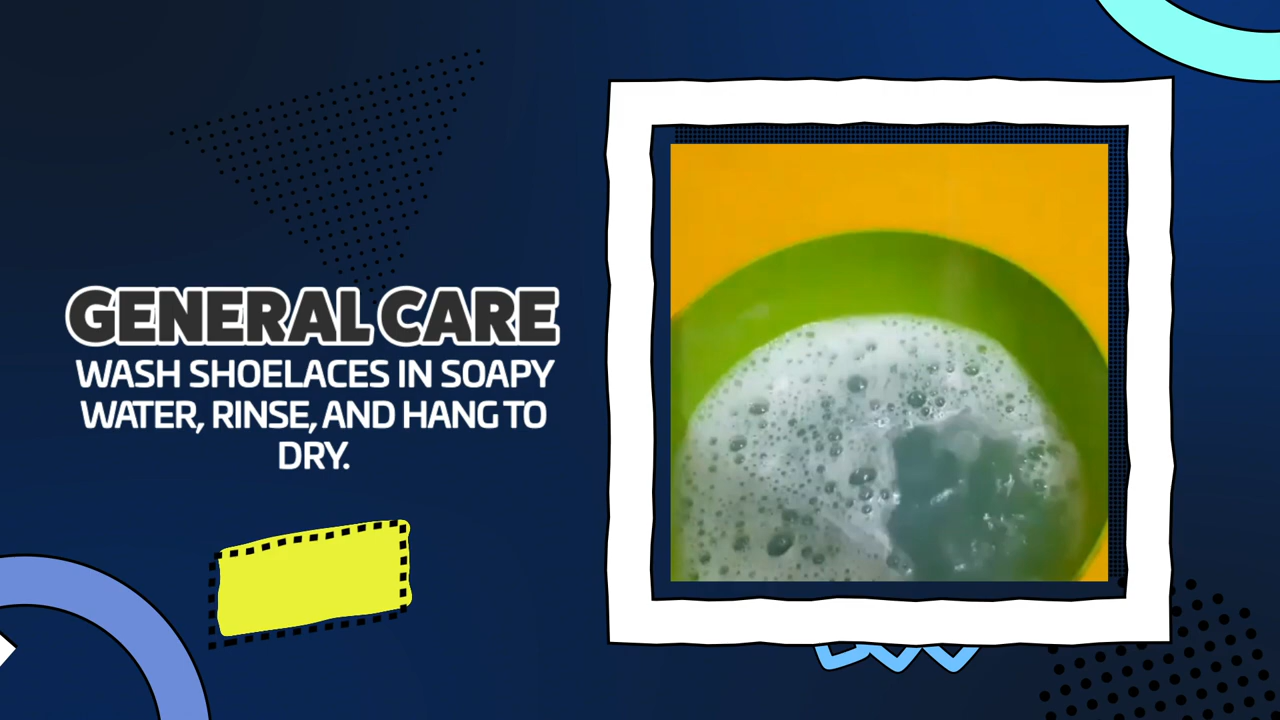 GENERAL CARE
WASH SHOELACES IN SOAPY
WATER, RINSE, AND HANG TO
DRY.